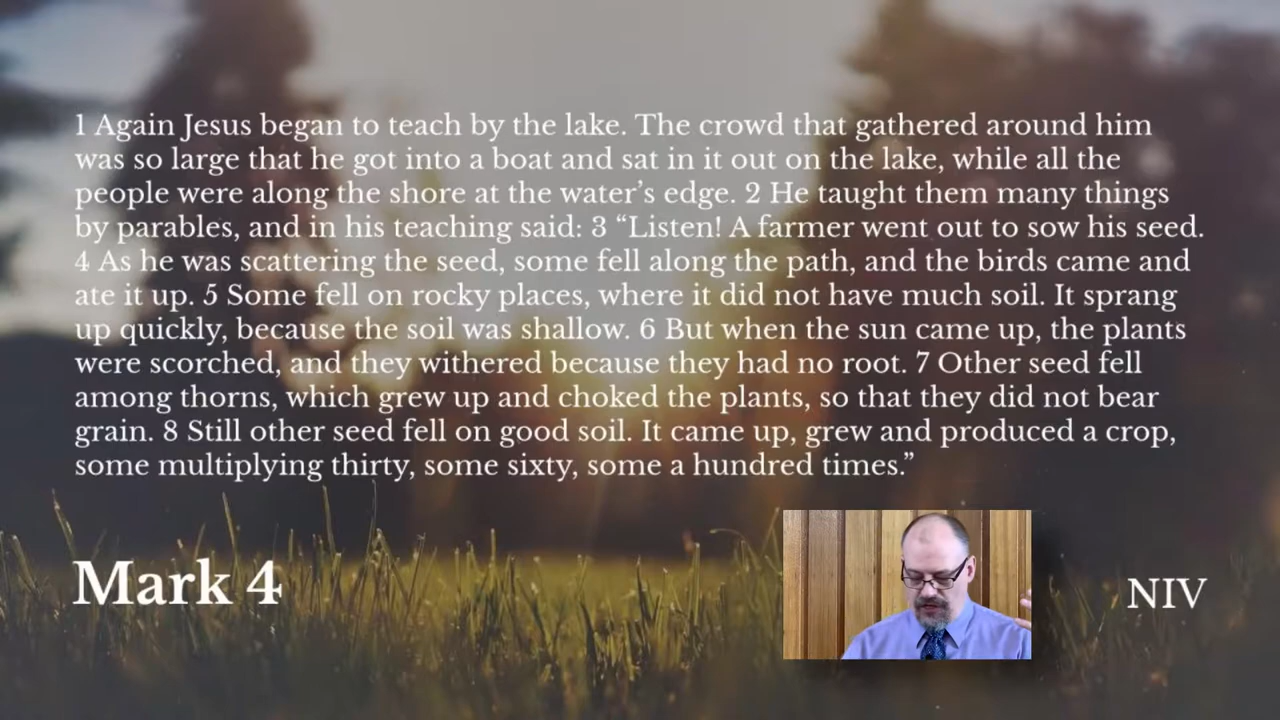 1 Again Jesus began to teach by the lake. The crowd that gathered around him
was so large that he got into a boat and sat in it out on the lake, while all the
people were along the shore at the water’s edge. 2 He taught them many things
by parables, and in his teaching said: 3 “Listen! A farmer went out to sow his seed.
4 As he was scattering the seed, some fell along the path, and the birds came and
ate it up. 5 Some fell on rocky places, where it did not have much soil. It sprang
up quickly, because the soil was shallow. 6 But when the sun came up, the plants
were scorched, and they withered because they had no root. 7 Other seed fell
among thorns, which grew up and choked the plants, so that they did not bear
grain. 8 Still other seed fell on good soil. It came up, grew and produced a crop,
some multiplying thirty, some sixty, some a hundred times.”
Mark 4
NIV